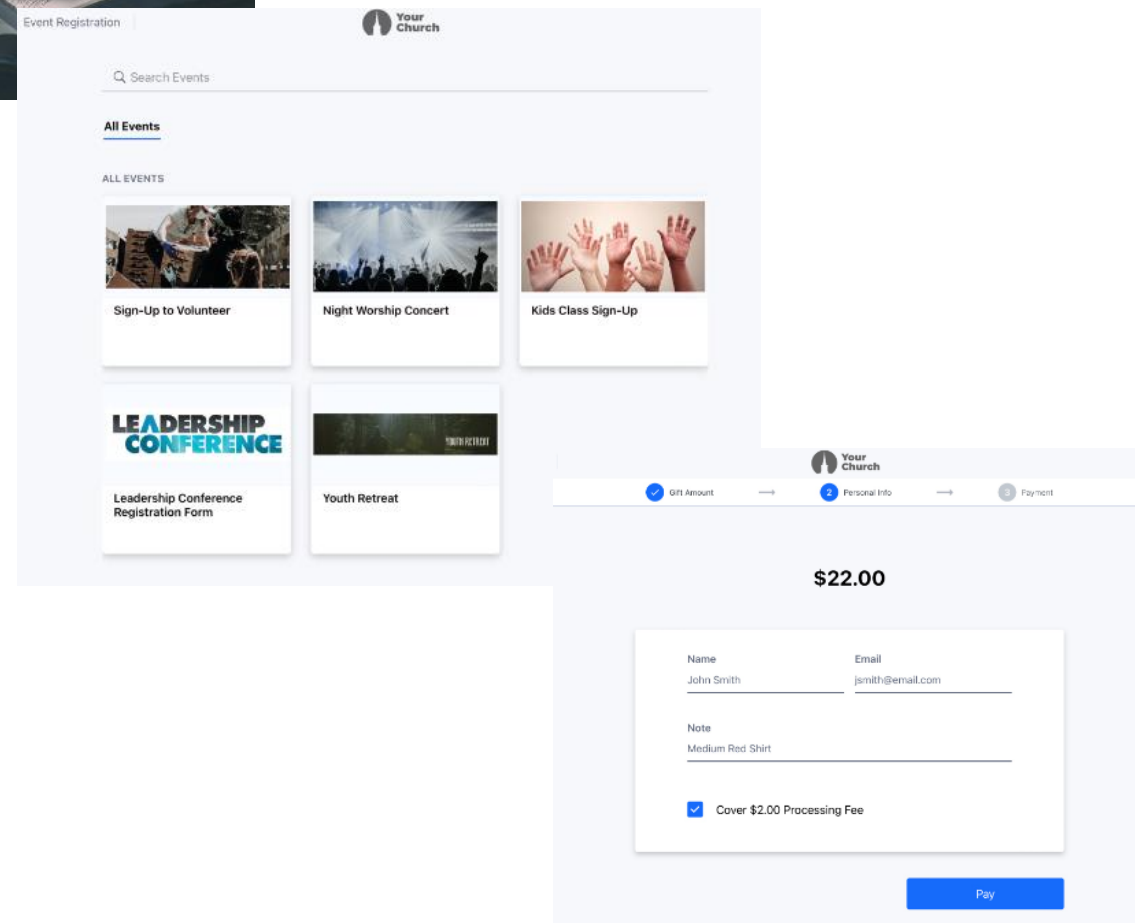 Event Registration
Your
Church
Search Events
All Events
ALL EVENTS
Sign-Up to Volunteer
Night Worship Concert
Kids Class Sign-Up
LEADERSHIP
CONFERENCE
YOUTH RETREAT
Leadership Conference
Registration Form
Youth Retreat
Your
Church
Gift Amount
2 Personal Info
3 Payment
$22.00
Name
Email
John Smith
jsmith@email.com
Note
Medium Red Shirt
Cover $2.00 Processing Fee
Pay